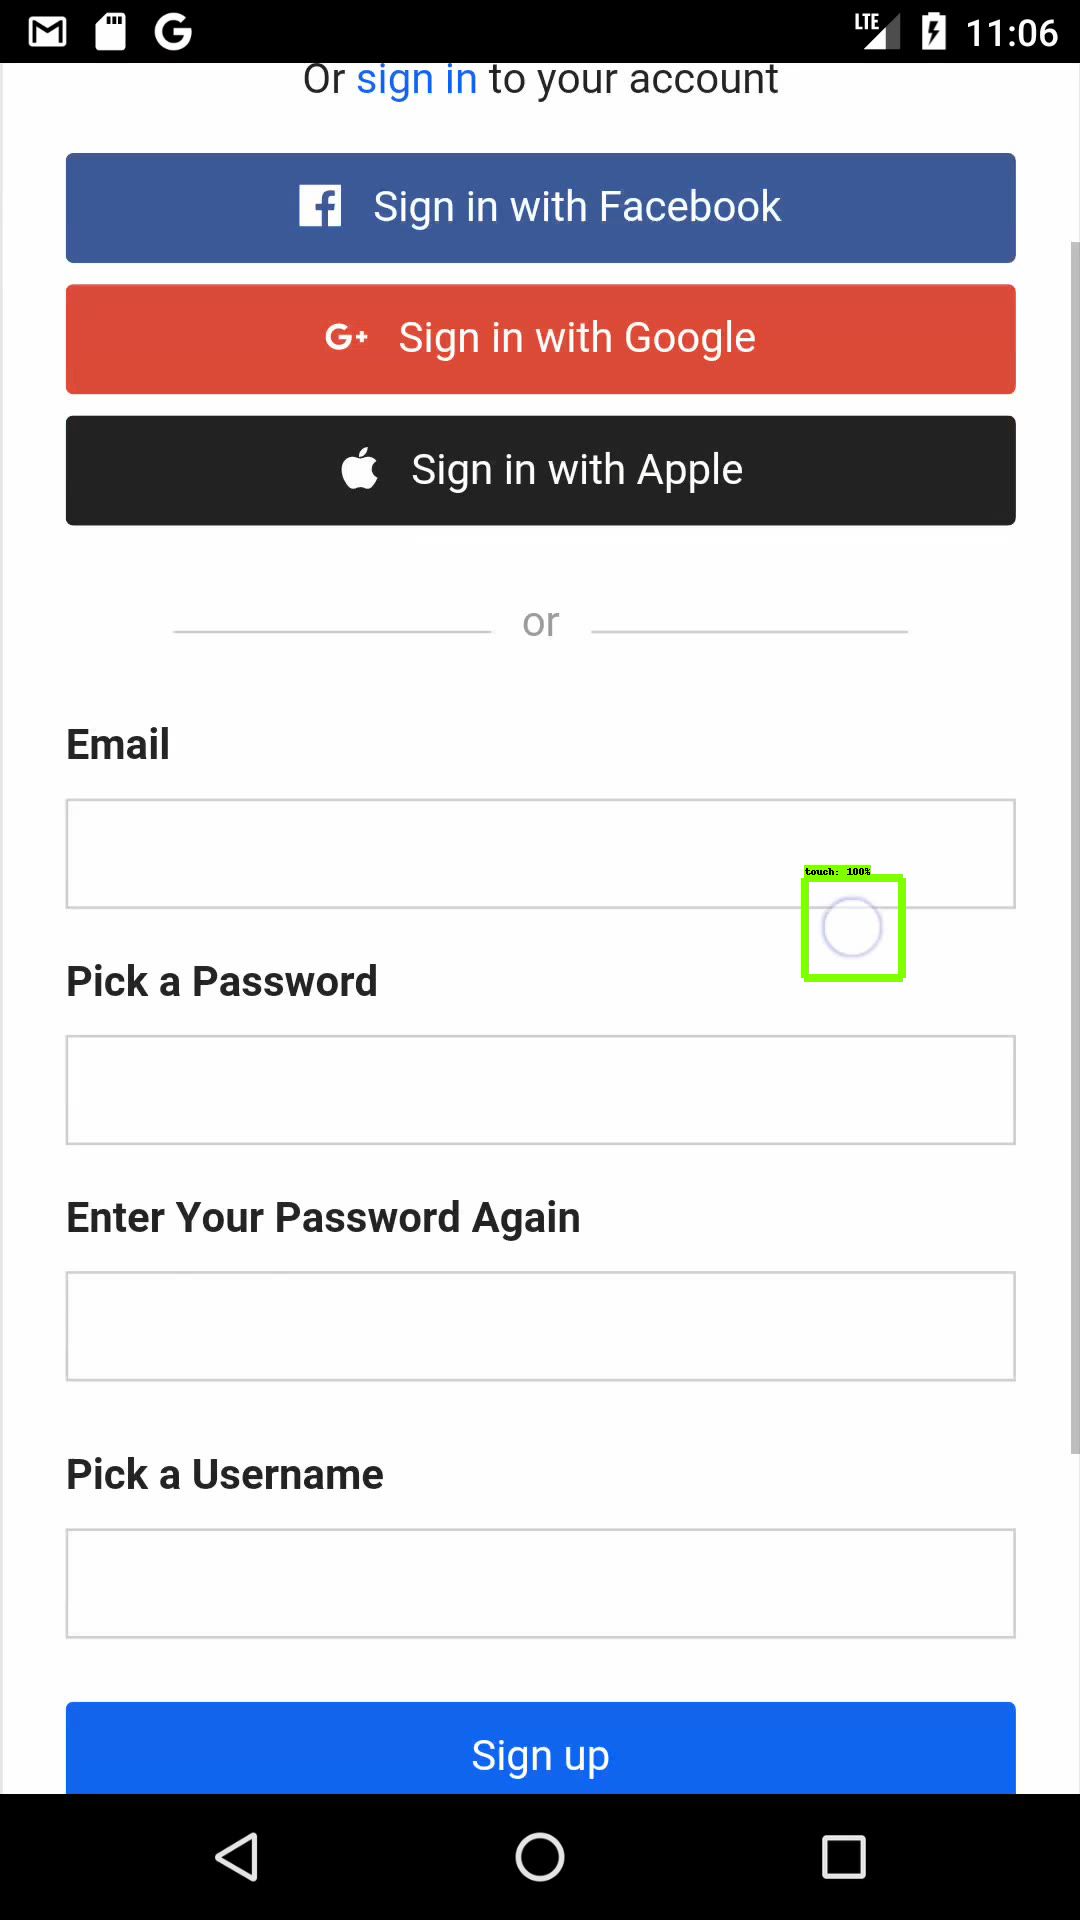 LTE 11:06
Or sign in to your account
Sign in with Facebook
G+ Sign in with Google
Sign in with Apple
or
Email
touch: 100%
Pick a Password
Enter Your Password Again
Pick a Username
Sign up